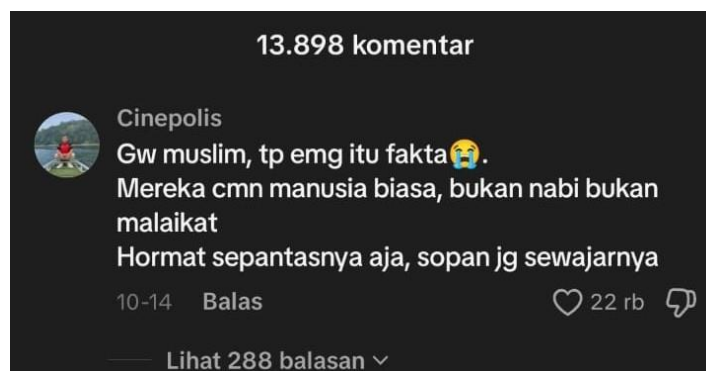 13.898 komentar
Cinepolis
Gw muslim, tp emg itu fakta😭.
Mereka cmn manusia biasa, bukan nabi bukan
malaikat
Hormat sepantasnya aja, sopan jg sewajarnya
10-14 Balas 22 rb
Lihat 288 balasan